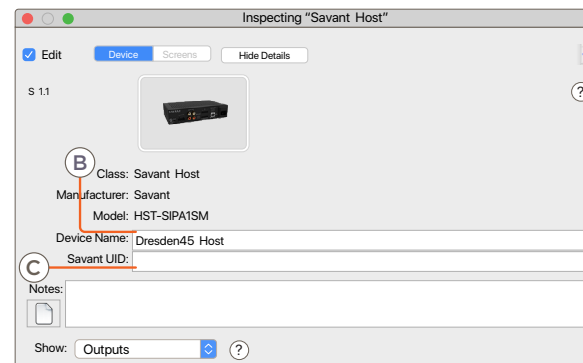 Inspecting "Savant Host"
Edit Device Screens Hide Details
S 1.1
?
B
Class: Savant Host
Manufacturer: Savant
Model: HST-SIPA1SM
Device Name: Dresden45 Host
C Savant UID:
Notes:
Show: Outputs ?